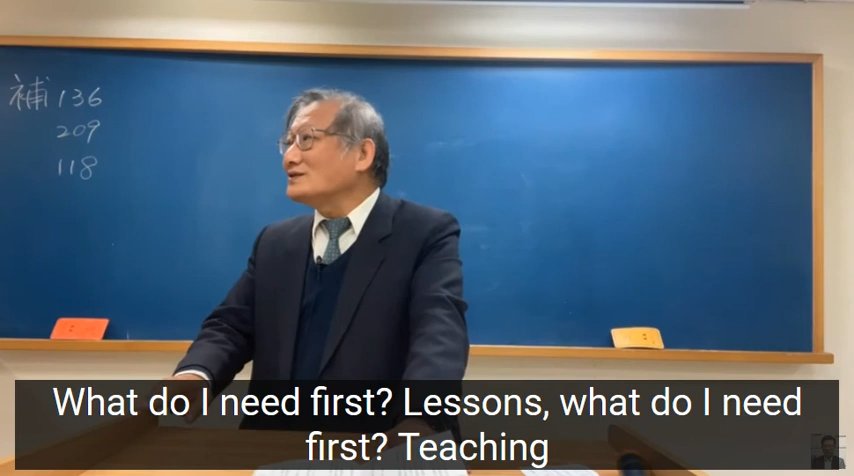 補 136
209
118
What do I need first? Lessons, what do I need
first? Teaching